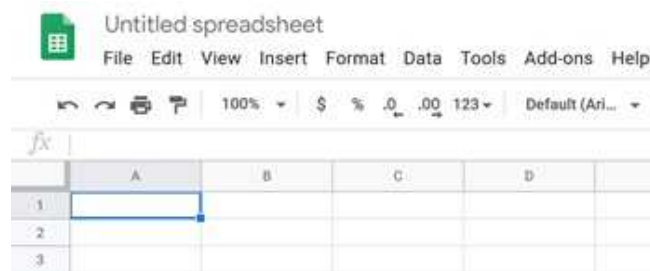 Untitled spreadsheet
File Edit View Insert Format Data Tools Add-ons Help
100% $ % .0 .00 123 Default (Ari...
fx
A B C D
1
2
3